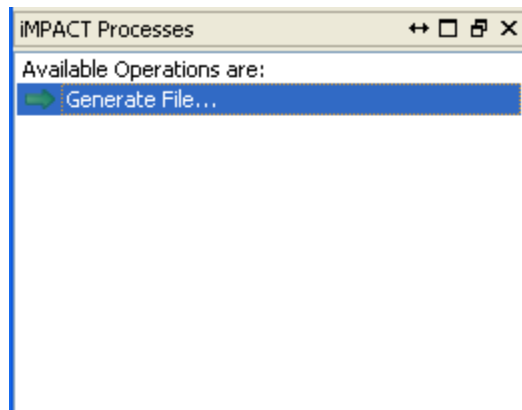 iMPACT Processes
Available Operations are:
Generate File...